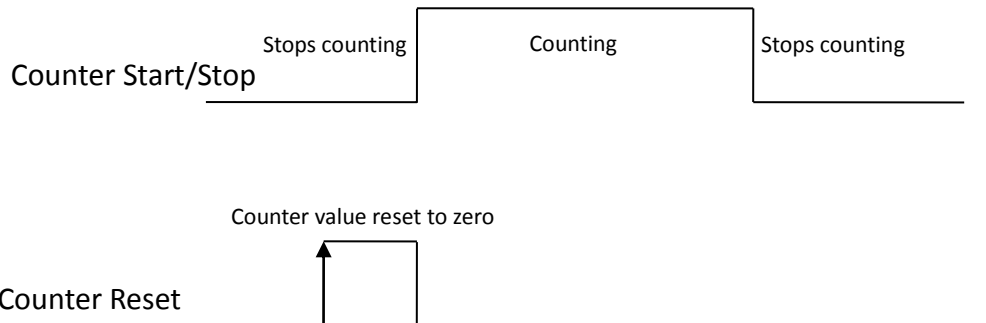 Stops counting
Counting
Stops counting
Counter Start/Stop
Counter value reset to zero
Counter Reset